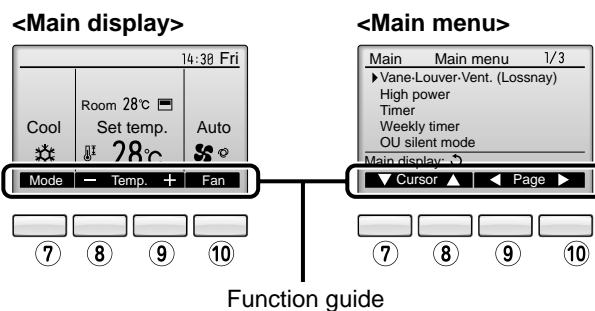 <Main display>
14:30 Fri
Room 28°C
Cool Set temp. Auto
28°C
Mode − Temp. + Fan
7 8 9 10
<Main menu>
Main Main menu 1/3
▶Vane·Louver·Vent. (Lossnay)
High power
Timer
Weekly timer
OU silent mode
Main display:
▼ Cursor ▲ ◀ Page ▶
7 8 9 10
Function guide